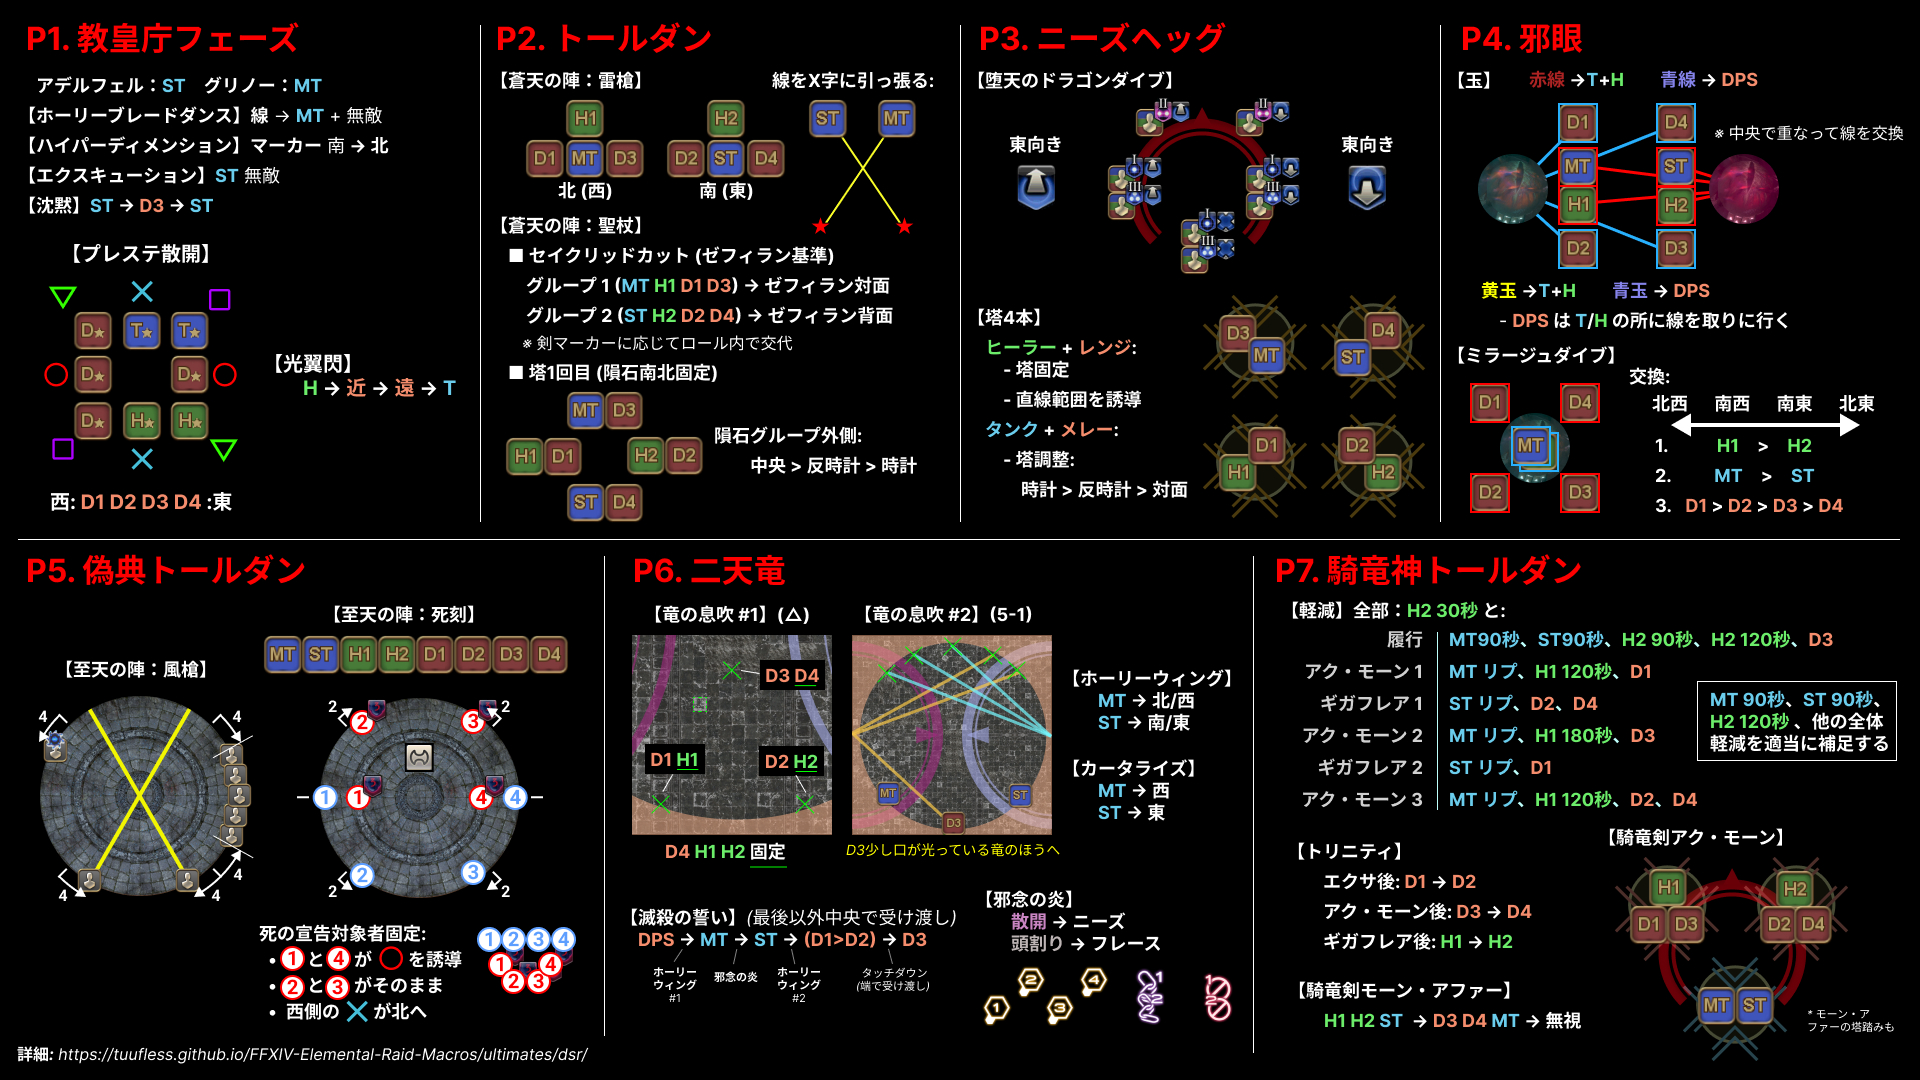 P1. 教皇庁フェーズ
アデルフェル：ST グリノー：MT
【ホーリーブレードダンス】線 → MT + 無敵
【ハイパーディメンション】マーカー 南 → 北
【エクスキューション】ST 無敵
【沈黙】ST → D3 → ST
【プレステ散開】
D★ T★ T★
D★ D★
D★ H★ H★
【光翼閃】
H → 近 → 遠 → T
西: D1 D2 D3 D4 :東
P2. トールダン
【蒼天の陣：雷槍】
線をX字に引っ張る:
H1 H2 ST MT
D1 MT D3 D2 ST D4
北 (西) 南 (東)
【蒼天の陣：聖杖】
■ セイクリッドカット (ゼフィラン基準)
グループ 1 (MT H1 D1 D3) → ゼフィラン対面
グループ 2 (ST H2 D2 D4) → ゼフィラン背面
※ 剣マーカーに応じてロール内で交代
■ 塔1回目 (隕石南北固定)
MT D3
H1 D1 H2 D2
ST D4
隕石グループ外側:
中央 > 反時計 > 時計
P3. ニーズヘッグ
【堕天のドラゴンダイブ】
II II
東向き 東向き
I I
III III
I
III
【塔4本】
ヒーラー + レンジ:
- 塔固定
- 直線範囲を誘導
タンク + メレー:
- 塔調整:
時計 > 反時計 > 対面
D3 MT D4 ST
D1 H1 D2 H2
P4. 邪眼
【玉】 赤線 →T+H 青線 → DPS
D1 D4
MT ST
H1 H2
D2 D3
※ 中央で重なって線を交換
黄玉 →T+H 青玉 → DPS
- DPS は T/H の所に線を取りに行く
【ミラージュダイブ】
D1 D4
MT
D2 D3
交換:
北西 南西 南東 北東
1. H1 > H2
2. MT > ST
3. D1 > D2 > D3 > D4
P5. 偽典トールダン
【至天の陣：風槍】
4 4
4
4 4
【至天の陣：死刻】
MT ST H1 H2 D1 D2 D3 D4
2 2 3 2
1 1 4 4
2 2 3 2
死の宣告対象者固定:
• 1 と 4 が を誘導
• 2 と 3 がそのまま
• 西側の が北へ
1 2 3 4
1 4
2 3
詳細: https://tuufless.github.io/FFXIV-Elemental-Raid-Macros/ultimates/dsr/
P6. 二天竜
【竜の息吹 #1】(△)
D3 D4
D1 H1 D2 H2
D4 H1 H2 固定
【竜の息吹 #2】(5-1)
MT ST
D3
D3少し口が光っている竜のほうへ
【ホーリーウィング】
MT → 北/西
ST → 南/東
【カータライズ】
MT → 西
ST → 東
【滅殺の誓い】(最後以外中央で受け渡し)
DPS → MT → ST → (D1>D2) → D3
ホーリーウィング #1
邪念の炎
ホーリーウィング #2
タッチダウン (端で受け渡し)
【邪念の炎】
散開 → ニーズ
頭割り → フレース
1 2 3 4
P7. 騎竜神トールダン
【軽減】全部：H2 30秒 と:
履行 MT90秒、ST90秒、H2 90秒、H2 120秒、D3
アク・モーン 1 MT リプ、H1 120秒、D1
ギガフレア 1 ST リプ、D2、D4
アク・モーン 2 MT リプ、H1 180秒、D3
ギガフレア 2 ST リプ、D1
アク・モーン 3 MT リプ、H1 120秒、D2、D4
MT 90秒、ST 90秒、
H2 120秒 、他の全体
軽減を適当に補足する
【トリニティ】
エクサ後: D1 → D2
アク・モーン後: D3 → D4
ギガフレア後: H1 → H2
【騎竜剣モーン・アファー】
H1 H2 ST → D3 D4 MT → 無視
【騎竜剣アク・モーン】
H1 H2
D1 D3 D2 D4
MT ST
* モーン・ア
ファーの塔踏みも